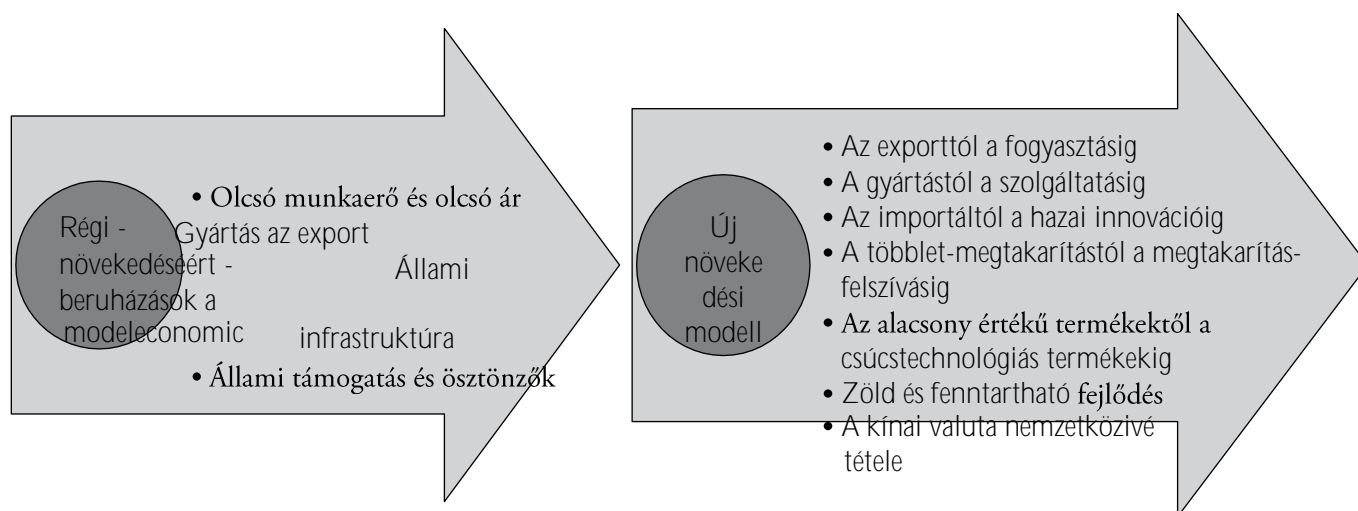 • Olcsó munkaerő és olcsó ár
Régi -
Gyártás az export
növekedéséért -
Állami
beruházások a
modeleconomic
infrastruktúra
• Állami támogatás és ösztönzők
Új
növeke
dési
modell
• Az exporttól a fogyasztásig
• A gyártástól a szolgáltatásig
• Az importáltól a hazai innovációig
• A többlet-megtakarítástól a megtakarítás-
felszívásig
• Az alacsony értékű termékektől a
csúcstechnológiás termékekig
• Zöld és fenntartható fejlődés
• A kínai valuta nemzetközivé
tétele